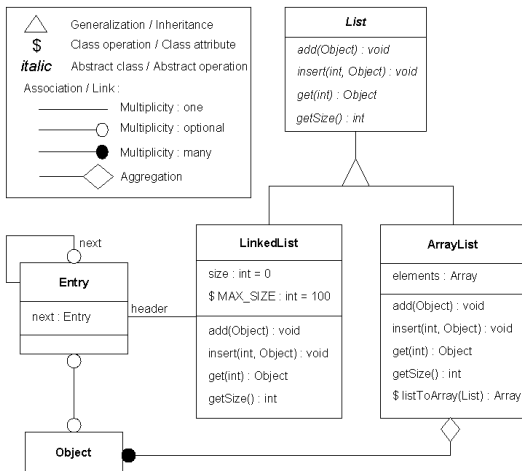 Generalization / Inheritance
$ Class operation / Class attribute
italic Abstract class / Abstract operation
Association / Link :
Multiplicity : one
Multiplicity : optional
Multiplicity : many
Aggregation
List
add(Object) : void
insert(int, Object) : void
get(int) : Object
getSize() : int
next
Entry
next : Entry
header
LinkedList
size : int = 0
$ MAX_SIZE : int = 100
add(Object) : void
insert(int, Object) : void
get(int) : Object
getSize() : int
ArrayList
elements : Array
add(Object) : void
insert(int, Object) : void
get(int) : Object
getSize() : int
$ listToArray(List) : Array
Object